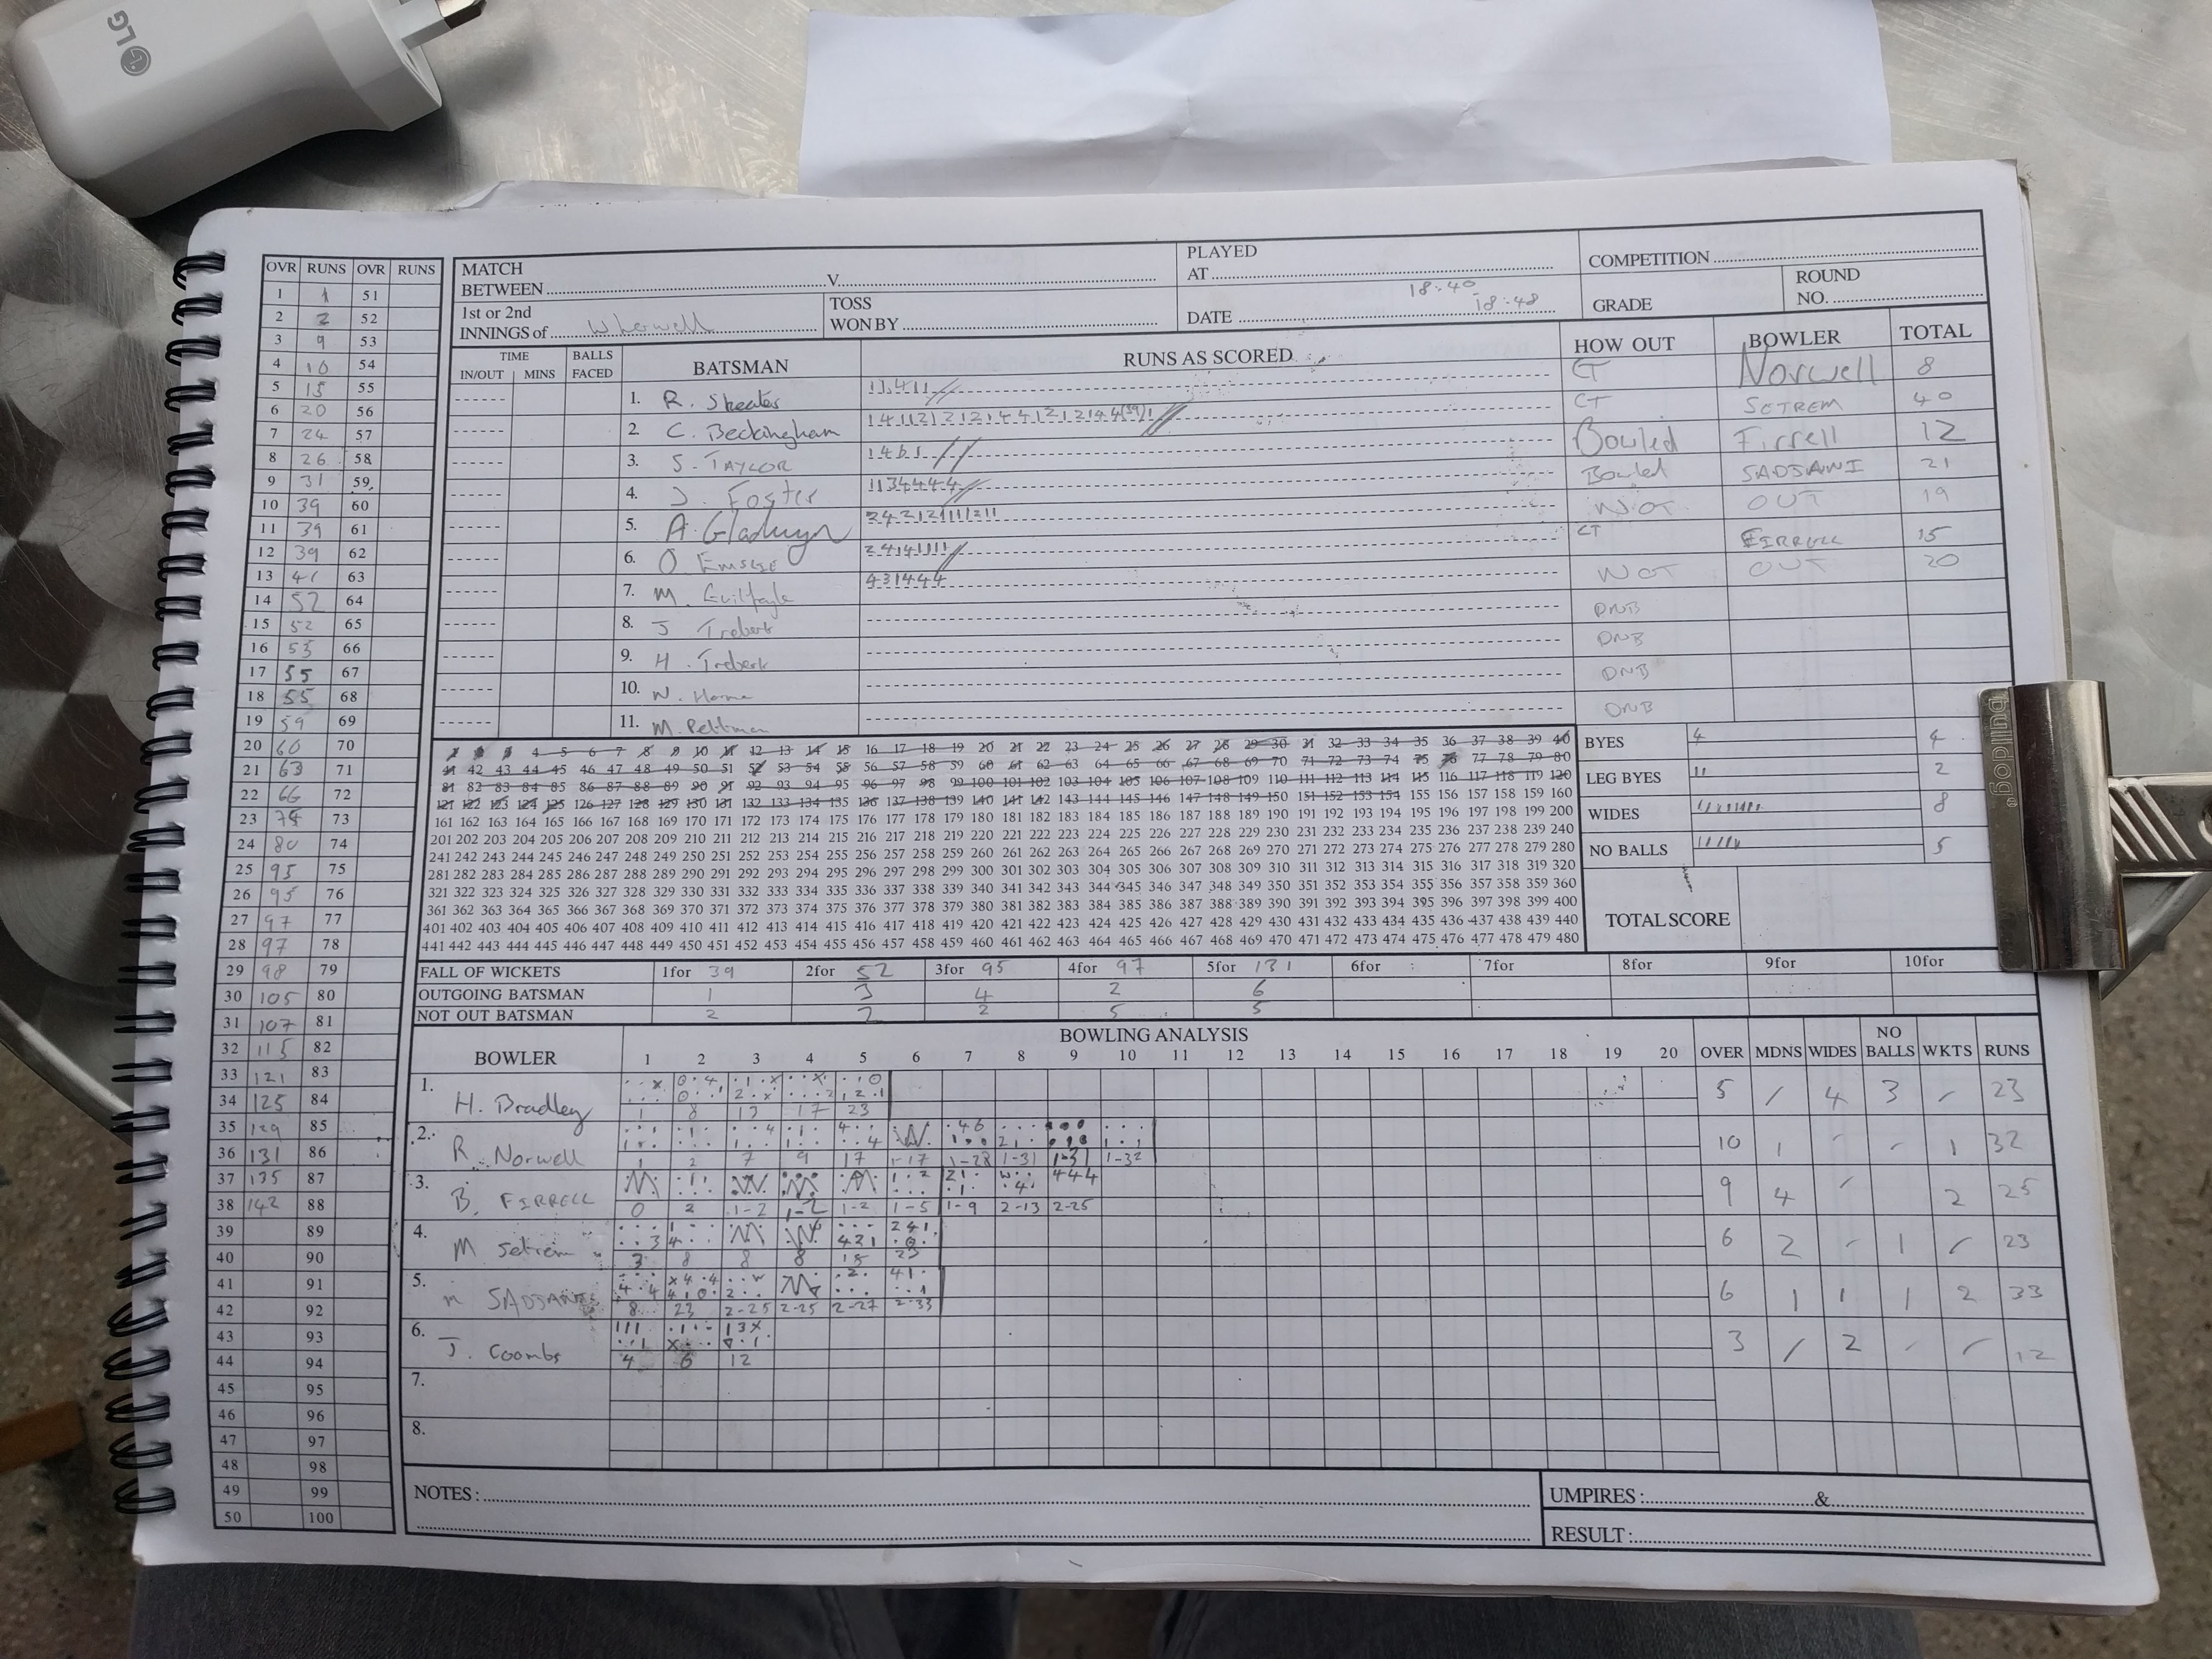 LG
OVR RUNS OVR RUNS
1 1 51
2 2 52
3 9 53
4 10 54
5 15 55
6 20 56
7 24 57
8 26 58
9 31 59
10 39 60
11 39 61
12 39 62
13 41 63
14 52 64
15 52 65
16 53 66
17 55 67
18 55 68
19 59 69
20 60 70
21 63 71
22 66 72
23 73
24 80 74
25 95 75
26 95 76
27 97 77
28 97 78
29 98 79
30 105 80
31 107 81
32 115 82
33 121 83
34 125 84
35 129 85
36 131 86
37 135 87
38 142 88
39 89
40 90
41 91
42 92
43 93
44 94
45 95
46 96
47 97
48 98
49 99
50 100
MATCH
BETWEEN V.
PLAYED
AT
COMPETITION
1st or 2nd
INNINGS of Wherwell
TOSS
WON BY
DATE 18:40
18:48
GRADE
ROUND
NO.
TIME BALLS BATSMAN RUNS AS SCORED HOW OUT BOWLER TOTAL
IN/OUT MINS FACED
1. R. Skeates CT Norwell 8
2. C. Beckingham CT SETREM 40
3. S. TAYLOR 1461 Bowled Firrell 12
4. J. Foster 1134444 Bowled SADJANI 21
5. A. Gladwyn NOT OUT 19
6. O. EMSLIE CT FIRRELL 15
7. M. Guilfoyle 431444 NOT OUT 20
8. J Trebert DNB
9. H. Trebert DNB
10. W. Horne DNB
11. M. Pettman DNB
1 2 3 4 5 6 7 8 9 10 11 12 13 14 15 16 17 18 19 20 21 22 23 24 25 26 27 28 29 30 31 32 33 34 35 36 37 38 39 40
41 42 43 44 45 46 47 48 49 50 51 52 53 54 55 56 57 58 59 60 61 62 63 64 65 66 67 68 69 70 71 72 73 74 75 76 77 78 79 80
81 82 83 84 85 86 87 88 89 90 91 92 93 94 95 96 97 98 99 100 101 102 103 104 105 106 107 108 109 110 111 112 113 114 115 116 117 118 119 120
121 122 123 124 125 126 127 128 129 130 131 132 133 134 135 136 137 138 139 140 141 142 143 144 145 146 147 148 149 150 151 152 153 154 155 156 157 158 159 160
161 162 163 164 165 166 167 168 169 170 171 172 173 174 175 176 177 178 179 180 181 182 183 184 185 186 187 188 189 190 191 192 193 194 195 196 197 198 199 200
201 202 203 204 205 206 207 208 209 210 211 212 213 214 215 216 217 218 219 220 221 222 223 224 225 226 227 228 229 230 231 232 233 234 235 236 237 238 239 240
241 242 243 244 245 246 247 248 249 250 251 252 253 254 255 256 257 258 259 260 261 262 263 264 265 266 267 268 269 270 271 272 273 274 275 276 277 278 279 280
281 282 283 284 285 286 287 288 289 290 291 292 293 294 295 296 297 298 299 300 301 302 303 304 305 306 307 308 309 310 311 312 313 314 315 316 317 318 319 320
321 322 323 324 325 326 327 328 329 330 331 332 333 334 335 336 337 338 339 340 341 342 343 344 345 346 347 348 349 350 351 352 353 354 355 356 357 358 359 360
361 362 363 364 365 366 367 368 369 370 371 372 373 374 375 376 377 378 379 380 381 382 383 384 385 386 387 388 389 390 391 392 393 394 395 396 397 398 399 400
401 402 403 404 405 406 407 408 409 410 411 412 413 414 415 416 417 418 419 420 421 422 423 424 425 426 427 428 429 430 431 432 433 434 435 436 437 438 439 440
441 442 443 444 445 446 447 448 449 450 451 452 453 454 455 456 457 458 459 460 461 462 463 464 465 466 467 468 469 470 471 472 473 474 475 476 477 478 479 480
BYES 4 4
LEG BYES 11 2
WIDES 8
NO BALLS 5
TOTAL SCORE
bulldog
FALL OF WICKETS 1for 39 2for 52 3for 95 4for 97 5for 131 6for 7for 8for 9for 10for
OUTGOING BATSMAN 1 3 4 2 6
NOT OUT BATSMAN 2 2 2 5 5
BOWLING ANALYSIS
BOWLER 1 2 3 4 5 6 7 8 9 10 11 12 13 14 15 16 17 18 19 20 OVER MDNS WIDES NO BALLS WKTS RUNS
1. H. Bradley 1 8 13 17 23 5 / 4 3 - 23
2. R. Norwell 1 2 7 9 17 1-17 1-28 1-31 1-31 1-32 10 1 - - 1 32
3. B. FIRRELL 0 2 1-2 1-2 1-2 1-5 1-9 2-13 2-25 9 4 - 2 25
4. M Setrem 3 8 8 8 15 23 6 2 - 1 / 23
5. SADJANI 8 23 2-25 2-25 2-27 2-33 6 1 1 1 2 33
6. J. Coombs 4 6 12 3 / 2 - / 12
7.
8.
NOTES:
UMPIRES: &
RESULT: